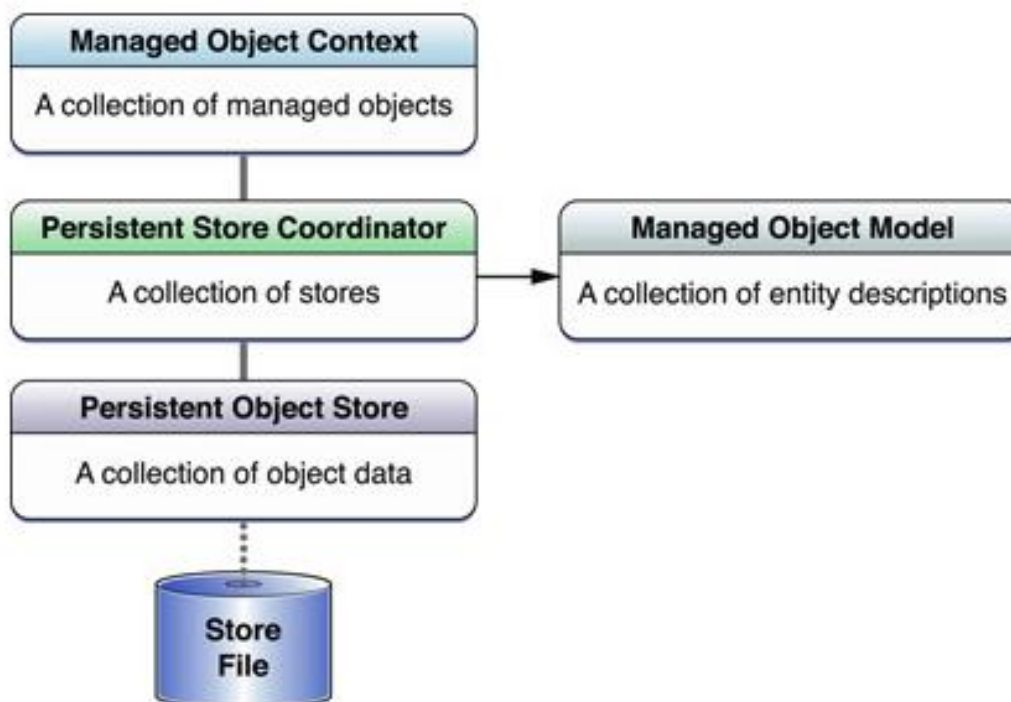 Managed Object Context
A collection of managed objects
Persistent Store Coordinator
A collection of stores
Managed Object Model
A collection of entity descriptions
Persistent Object Store
A collection of object data
Store
File